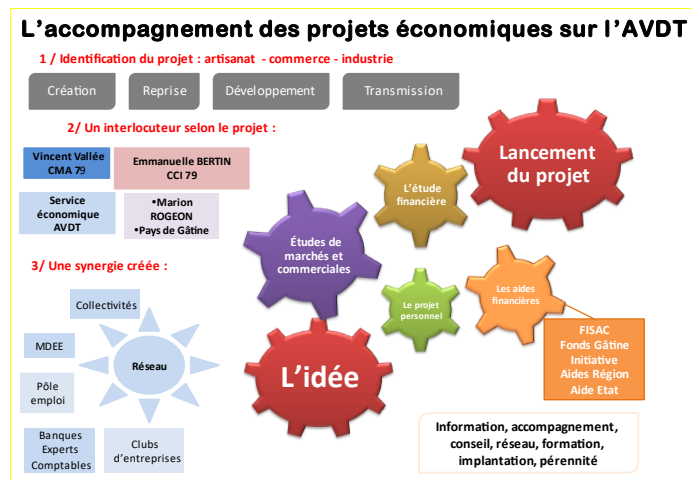 L'accompagnement des projets économiques sur l'AVDT
1 / Identification du projet : artisanat - commerce - industrie
Création
Reprise
Développement
Transmission
2/ Un interlocuteur selon le projet :
Vincent Vallée
CMA 79
Emmanuelle BERTIN
CCI 79
Service
économique
AVDT
•Marion
ROGEON
•Pays de Gâtine
3/ Une synergie créée :
Collectivités
MDEE
Pôle
emploi
Banques
Experts
Comptables
Clubs
d'entreprises
Réseau
L'idée
Études de
marchés et
commerciales
Le projet
personnel
L'étude
financière
Les aides
financières
Lancement
du projet
FISAC
Fonds Gâtine
Initiative
Aides Région
Aide Etat
Information, accompagnement,
conseil, réseau, formation,
implantation, pérennité